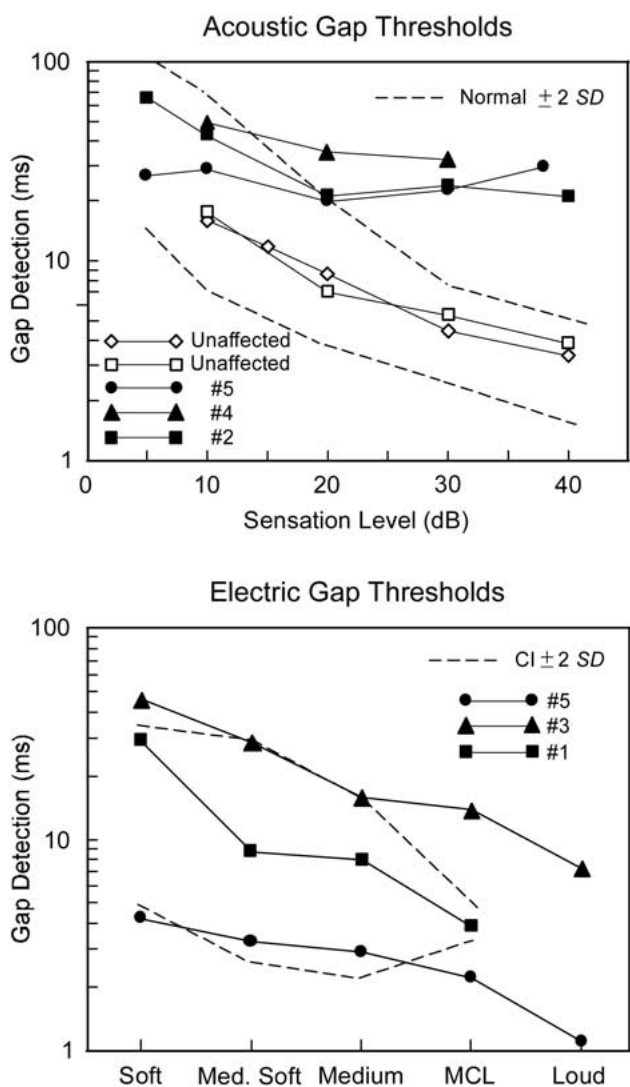 Acoustic Gap Thresholds
100
Normal ± 2 SD
Gap Detection (ms)
10
Unaffected
Unaffected
#5
#4
#2
1
0 10 20 30 40
Sensation Level (dB)
Electric Gap Thresholds
100
CI ± 2 SD
#5
#3
#1
Gap Detection (ms)
10
1
Soft Med. Soft Medium MCL Loud